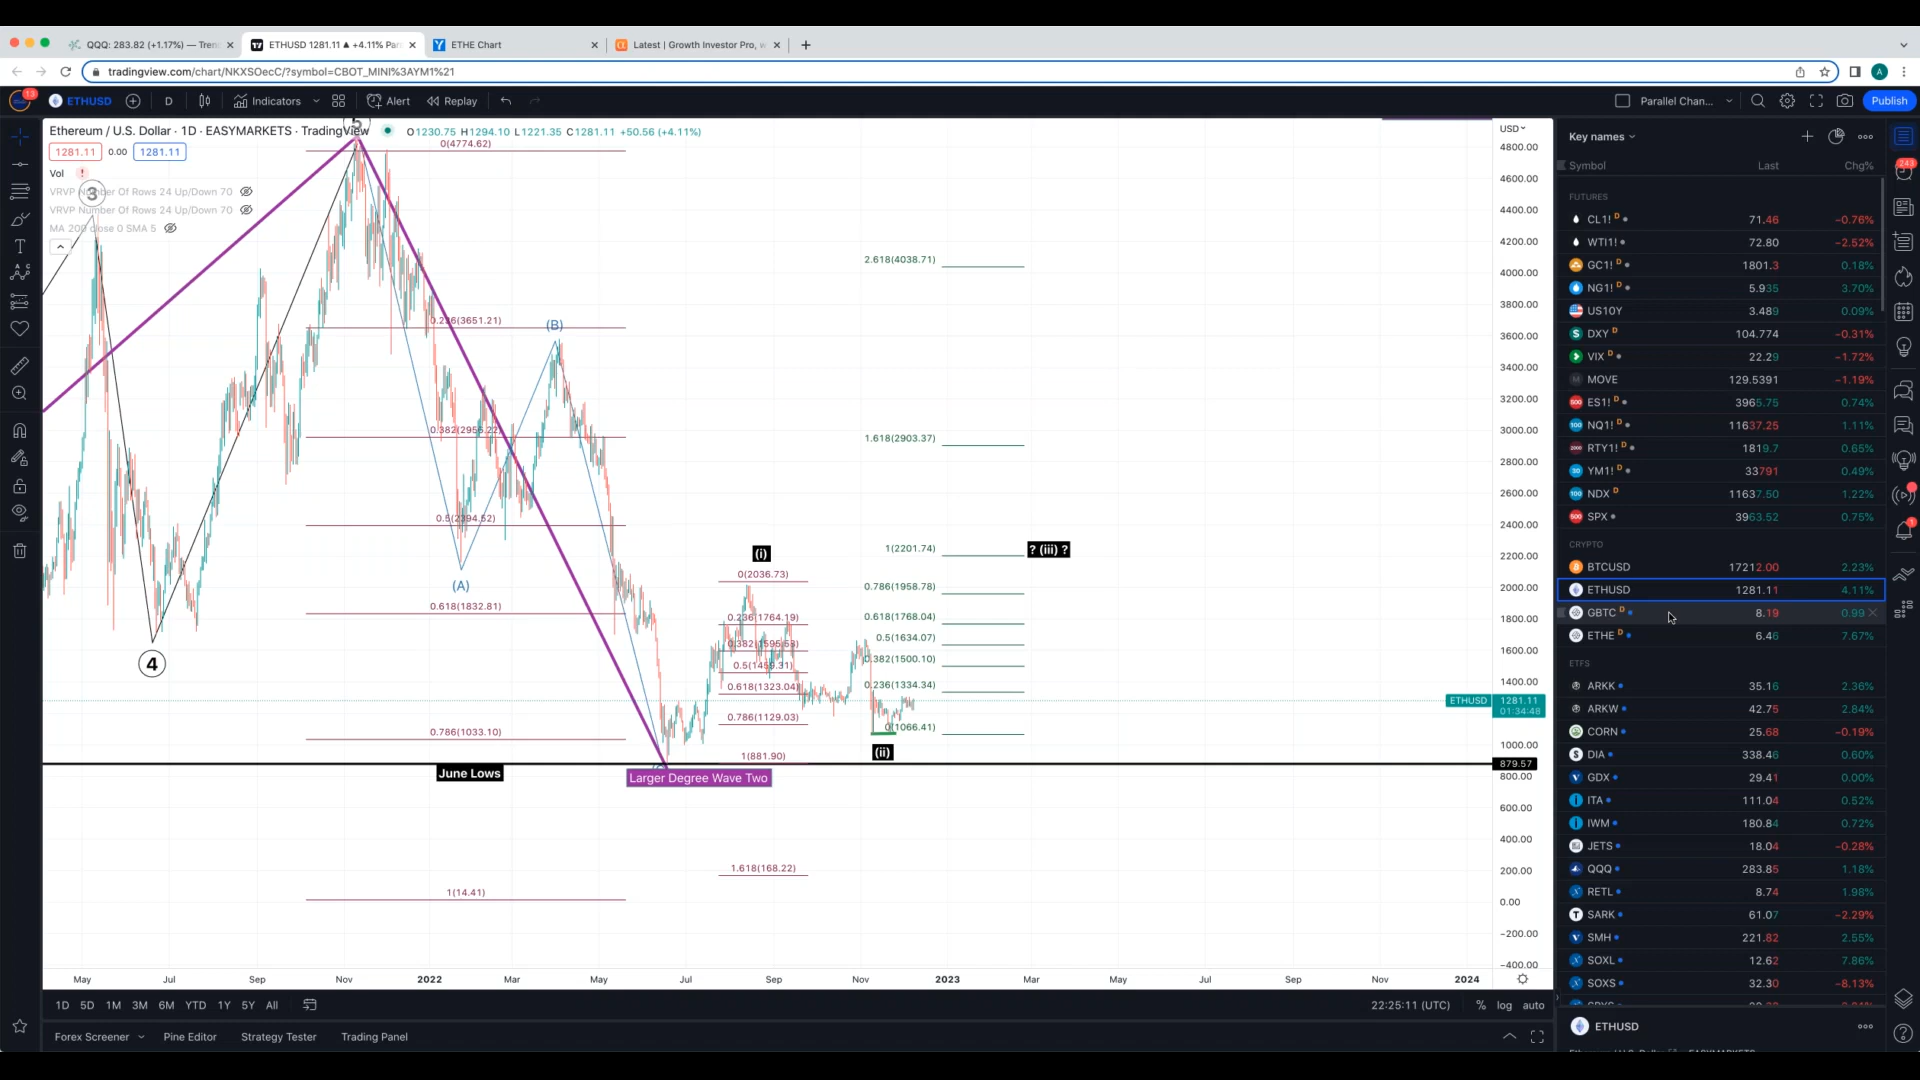 QQQ: 283.82 (+1.17%) — Tren
ETHUSD 1281.11 ▲ +4.11% Par
ETHE Chart
Latest | Growth Investor Pro, w
tradingview.com/chart/NKXSOecC/?symbol=CBOT_MINI%3AYM1%21
A
13
ETHUSD
D
Indicators
Alert
Replay
Parallel Chan...
Publish
Ethereum / U.S. Dollar · 1D · EASYMARKETS · TradingView
O1230.75 H1294.10 L1221.35 C1281.11 +50.56 (+4.11%)
1281.11 0.00 1281.11
Vol
VRVP Number Of Rows 24 Up/Down 70
VRVP Number Of Rows 24 Up/Down 70
MA 200 close 0 SMA 5
3
5
4
0(4774.62)
0.236(3651.21)
0.382(2955.22)
0.5(2394.52)
0.618(1832.81)
0.786(1033.10)
1(14.41)
(A)
(B)
June Lows
Larger Degree Wave Two
(i)
0(2036.73)
0.236(1764.19)
0.382(1595.53)
0.5(1459.31)
0.618(1323.04)
0.786(1129.03)
1(881.90)
1.618(168.22)
2.618(4038.71)
1.618(2903.37)
1(2201.74)
? (iii) ?
0.786(1958.78)
0.618(1768.04)
0.5(1634.07)
0.382(1500.10)
0.236(1334.34)
0(1066.41)
(ii)
USD
4800.00
4600.00
4400.00
4200.00
4000.00
3800.00
3600.00
3400.00
3200.00
3000.00
2800.00
2600.00
2400.00
2200.00
2000.00
1800.00
1600.00
1400.00
ETHUSD 1281.11
01:34:48
1000.00
879.57
800.00
600.00
400.00
200.00
0.00
−200.00
−400.00
May Jul Sep Nov 2022 Mar May Jul Sep Nov 2023 Mar May Jul Sep Nov 2024
1D 5D 1M 3M 6M YTD 1Y 5Y All
22:25:11 (UTC) % log auto
Forex Screener Pine Editor Strategy Tester Trading Panel
Key names
Symbol Last Chg%
FUTURES
CL1! D 71.46 −0.76%
WTI1! 72.80 −2.52%
GC1! D 1801.3 0.18%
NG1! D 5.935 3.70%
US10Y 3.489 0.09%
DXY D 104.774 −0.31%
VIX D 22.29 −1.72%
MOVE 129.5391 −1.19%
ES1! D 3965.75 0.74%
NQ1! D 11637.25 1.11%
RTY1! D 1819.7 0.65%
YM1! D 33791 0.49%
NDX D 11637.50 1.22%
SPX 3963.52 0.75%
CRYPTO
BTCUSD 17212.00 2.23%
ETHUSD 1281.11 4.11%
GBTC D 8.19 0.99
ETHE D 6.46 7.67%
ETFS
ARKK 35.16 2.36%
ARKW 42.75 2.84%
CORN 25.68 −0.19%
DIA 338.46 0.60%
GDX 29.41 0.00%
ITA 111.04 0.52%
IWM 180.84 0.72%
JETS 18.04 −0.28%
QQQ 283.85 1.18%
RETL 8.74 1.98%
SARK 61.07 −2.29%
SMH 221.82 2.55%
SOXL 12.62 7.86%
SOXS 32.30 −8.13%
ETHUSD
243
1